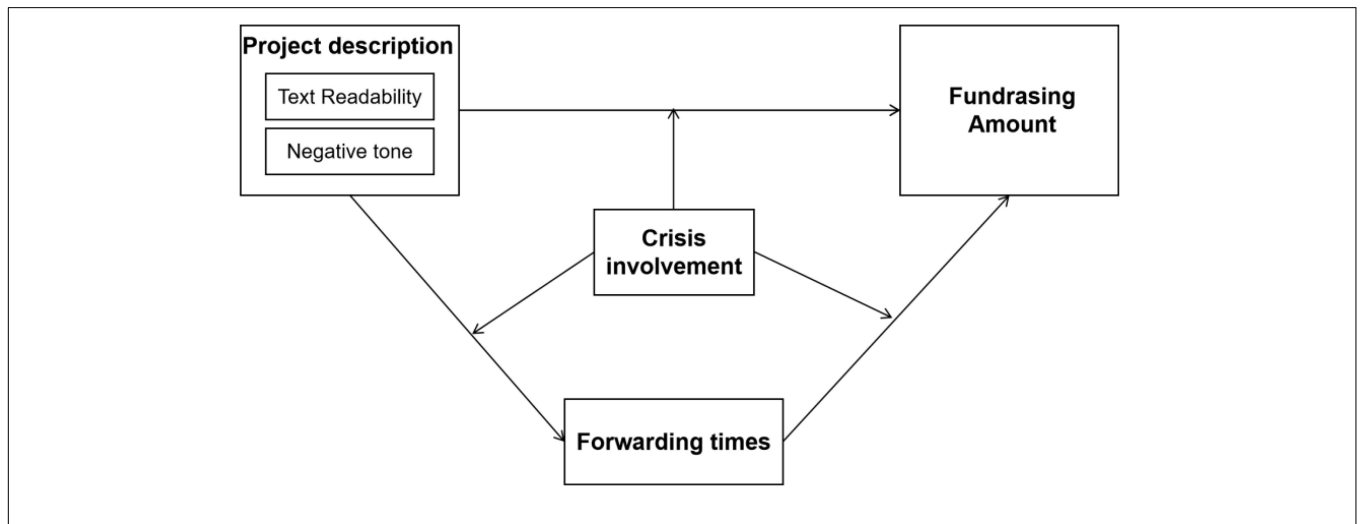 Project description
Text Readability
Negative tone
Fundrasing
Amount
Crisis
involvement
Forwarding times